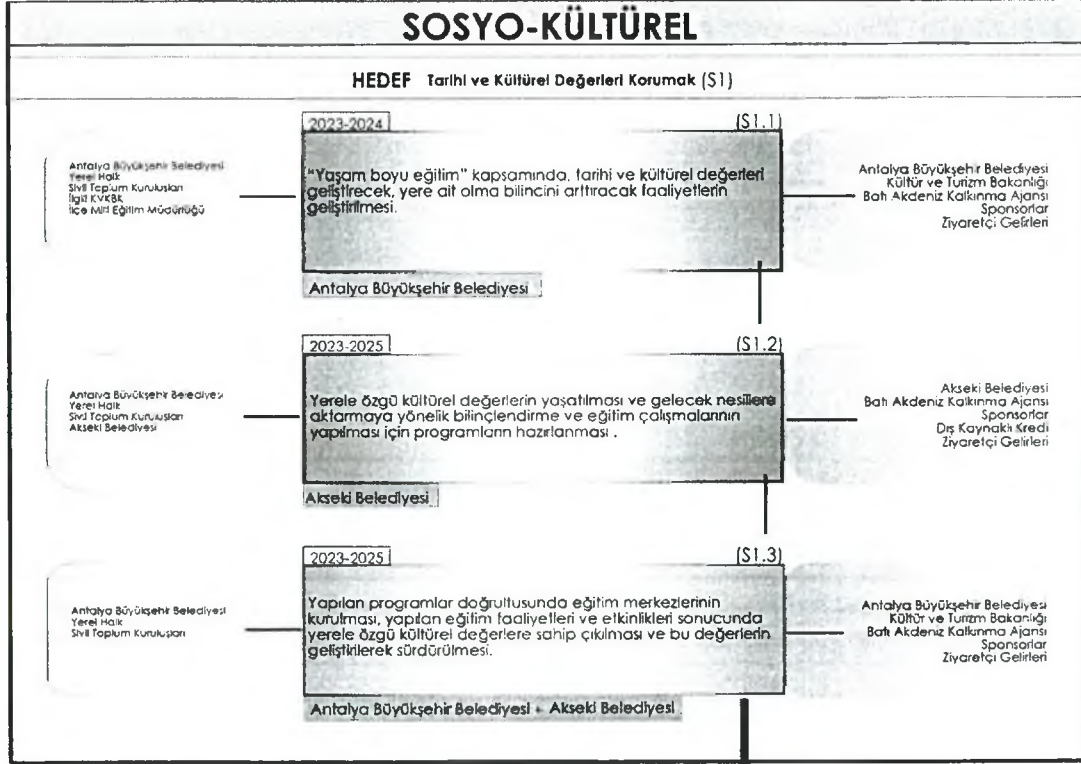 SOSYO-KÜLTÜREL
HEDEF Tarihi ve Kültürel Değerleri Korumak (S1)
2023-2024
(S1.1)
Antalya Büyükşehir Belediyesi
Yerel Halk
Sivil Toplum Kuruluşları
İlgili KVKBK
İlçe Milli Eğitim Müdürlüğü
"Yaşam boyu eğitim" kapsamında, tarihi ve kültürel değerleri
geliştirecek, yere ait olma bilincini arttıracak faaliyetlerin
geliştirilmesi.
Antalya Büyükşehir Belediyesi
Kültür ve Turizm Bakanlığı
Batı Akdeniz Kalkınma Ajansı
Sponsorlar
Ziyaretçi Gelirleri
Antalya Büyükşehir Belediyesi
2023-2025
(S1.2)
Antalya Büyükşehir Belediyesi
Yerel Halk
Sivil Toplum Kuruluşları
Akseki Belediyesi
Yerele özgü kültürel değerlerin yaşatılması ve gelecek nesillere
aktarmaya yönelik bilinçlendirme ve eğitim çalışmalarının
yapılması için programların hazırlanması .
Akseki Belediyesi
Batı Akdeniz Kalkınma Ajansı
Sponsorlar
Dış Kaynaklı Kredi
Ziyaretçi Gelirleri
Akseki Belediyesi
2023-2025
(S1.3)
Antalya Büyükşehir Belediyesi
Yerel Halk
Sivil Toplum Kuruluşları
Yapılan programlar doğrultusunda eğitim merkezlerinin
kurulması, yapılan eğitim faaliyetleri ve etkinlikleri sonucunda
yerele özgü kültürel değerlere sahip çıkılması ve bu değerlerin
geliştirilerek sürdürülmesi.
Antalya Büyükşehir Belediyesi
Kültür ve Turizm Bakanlığı
Batı Akdeniz Kalkınma Ajansı
Sponsorlar
Ziyaretçi Gelirleri
Antalya Büyükşehir Belediyesi + Akseki Belediyesi